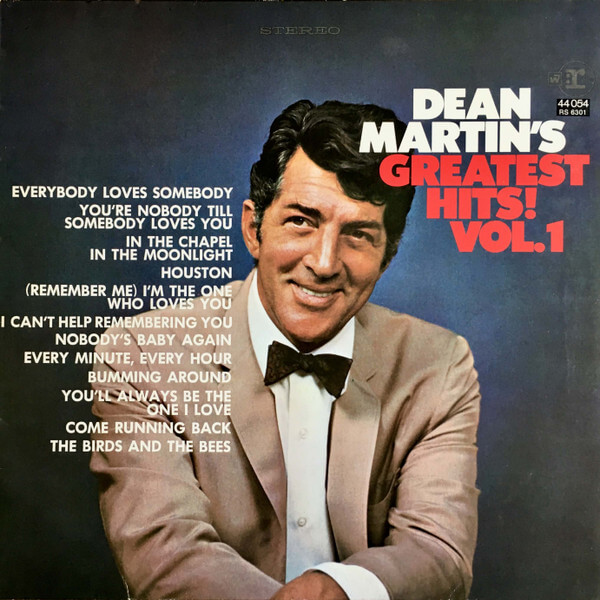 STEREO
DEAN
MARTIN'S
GREATEST
HITS!
VOL.1
44 054
RS 6301
EVERYBODY LOVES SOMEBODY
YOU'RE NOBODY TILL
SOMEBODY LOVES YOU
IN THE CHAPEL
IN THE MOONLIGHT
HOUSTON
(REMEMBER ME) I'M THE ONE
WHO LOVES YOU
I CAN'T HELP REMEMBERING YOU
NOBODY'S BABY AGAIN
EVERY MINUTE, EVERY HOUR
BUMMING AROUND
YOU'LL ALWAYS BE THE
ONE I LOVE
COME RUNNING BACK
THE BIRDS AND THE BEES